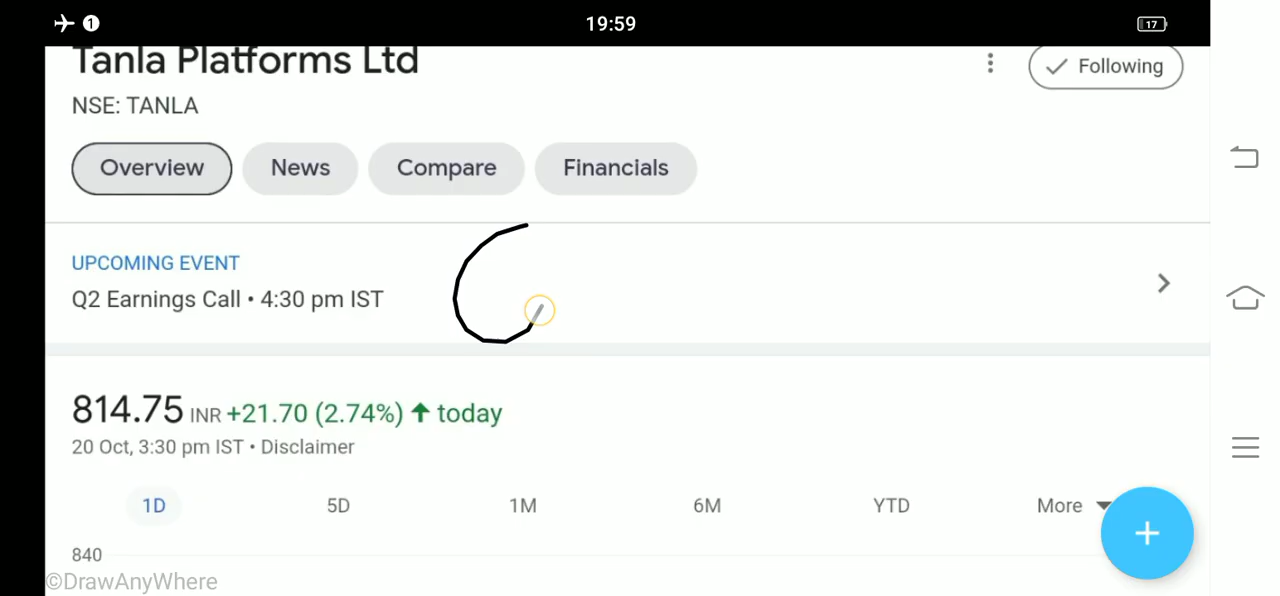 1 19:59 17
Tanla Platforms Ltd
Following
NSE: TANLA
Overview News Compare Financials
UPCOMING EVENT
Q2 Earnings Call • 4:30 pm IST
814.75 INR +21.70 (2.74%) ↑ today
20 Oct, 3:30 pm IST • Disclaimer
1D 5D 1M 6M YTD More
840
©DrawAnyWhere